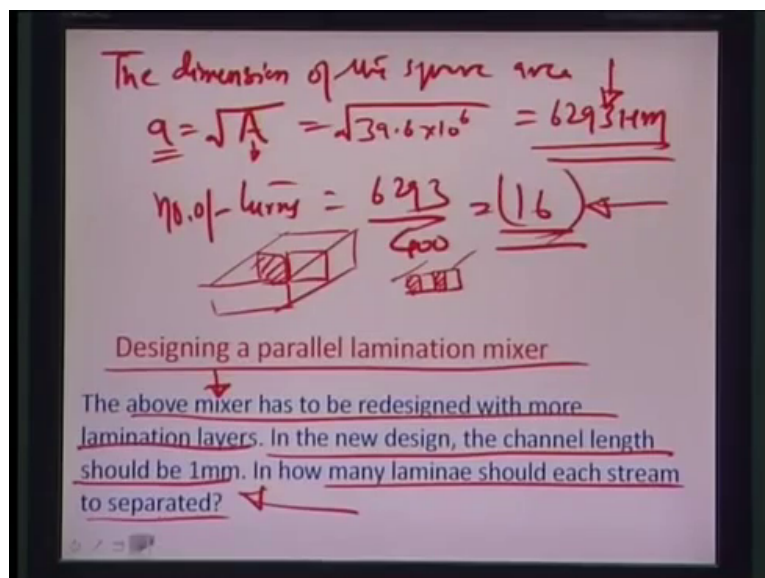 The dimension of the square area
a = √A = √39.6×10⁶ = 6293 µm
no. of turns = 6293/400 = (16)
Designing a parallel lamination mixer
The above mixer has to be redesigned with more
lamination layers. In the new design, the channel length
should be 1mm. In how many laminae should each stream
to separated?